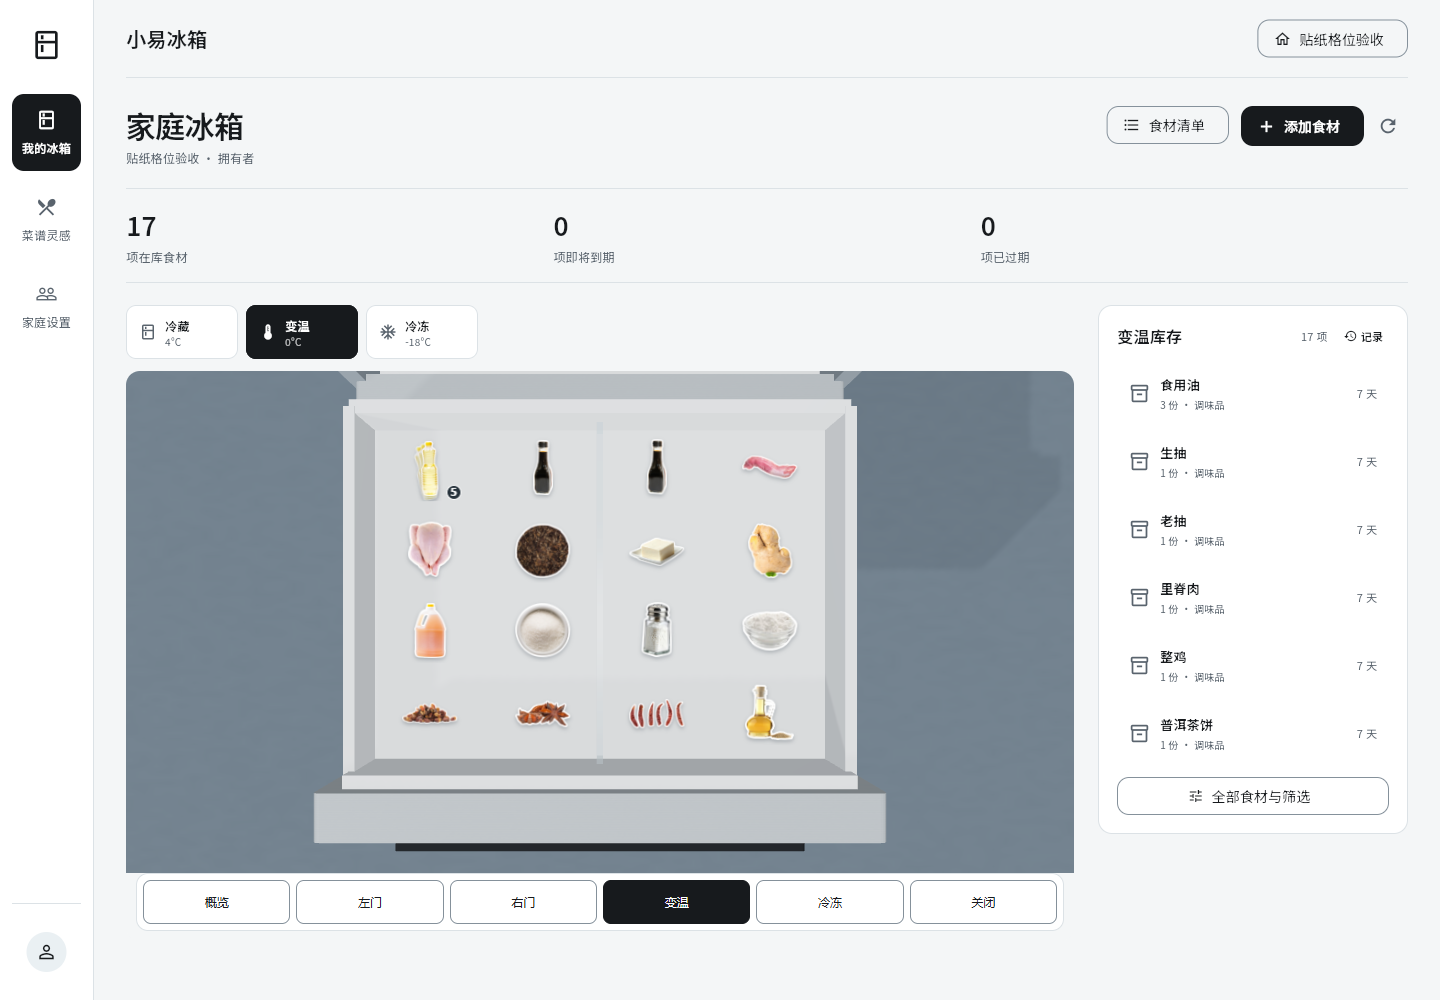 小易冰箱
贴纸格位验收
我的冰箱
菜谱灵感
家庭设置
家庭冰箱
贴纸格位验收 · 拥有者
食材清单
添加食材
17
项在库食材
0
项即将到期
0
项已过期
冷藏
4°C
变温
0°C
冷冻
-18°C
5
变温库存
17 项
记录
食用油
3 份 · 调味品
7 天
生抽
1 份 · 调味品
7 天
老抽
1 份 · 调味品
7 天
里脊肉
1 份 · 调味品
7 天
整鸡
1 份 · 调味品
7 天
普洱茶饼
1 份 · 调味品
7 天
全部食材与筛选
概览
左门
右门
变温
冷冻
关闭